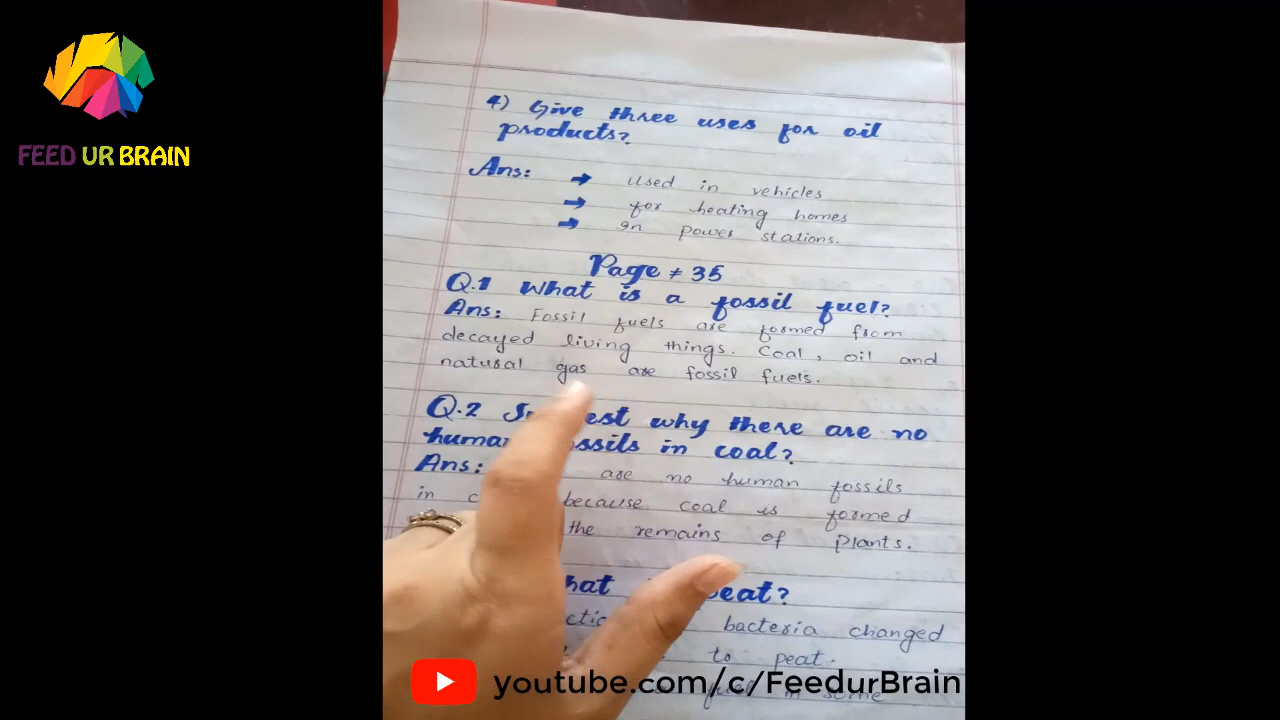 FEED UR BRAIN
4) Give three uses for oil
products?
Ans: → Used in vehicles
→ for heating homes
→ In power stations.
Page # 35
Q.1 What is a fossil fuel?
Ans: Fossil fuels are formed from
decayed living things. Coal, oil and
natural gas are fossil fuels.
Q.2 why there are no
in coal?
Ans: are no human fossils
in because coal is formed
the remains of plants.
bacteria changed
to peat.
fuel in some
youtube.com/c/FeedurBrain